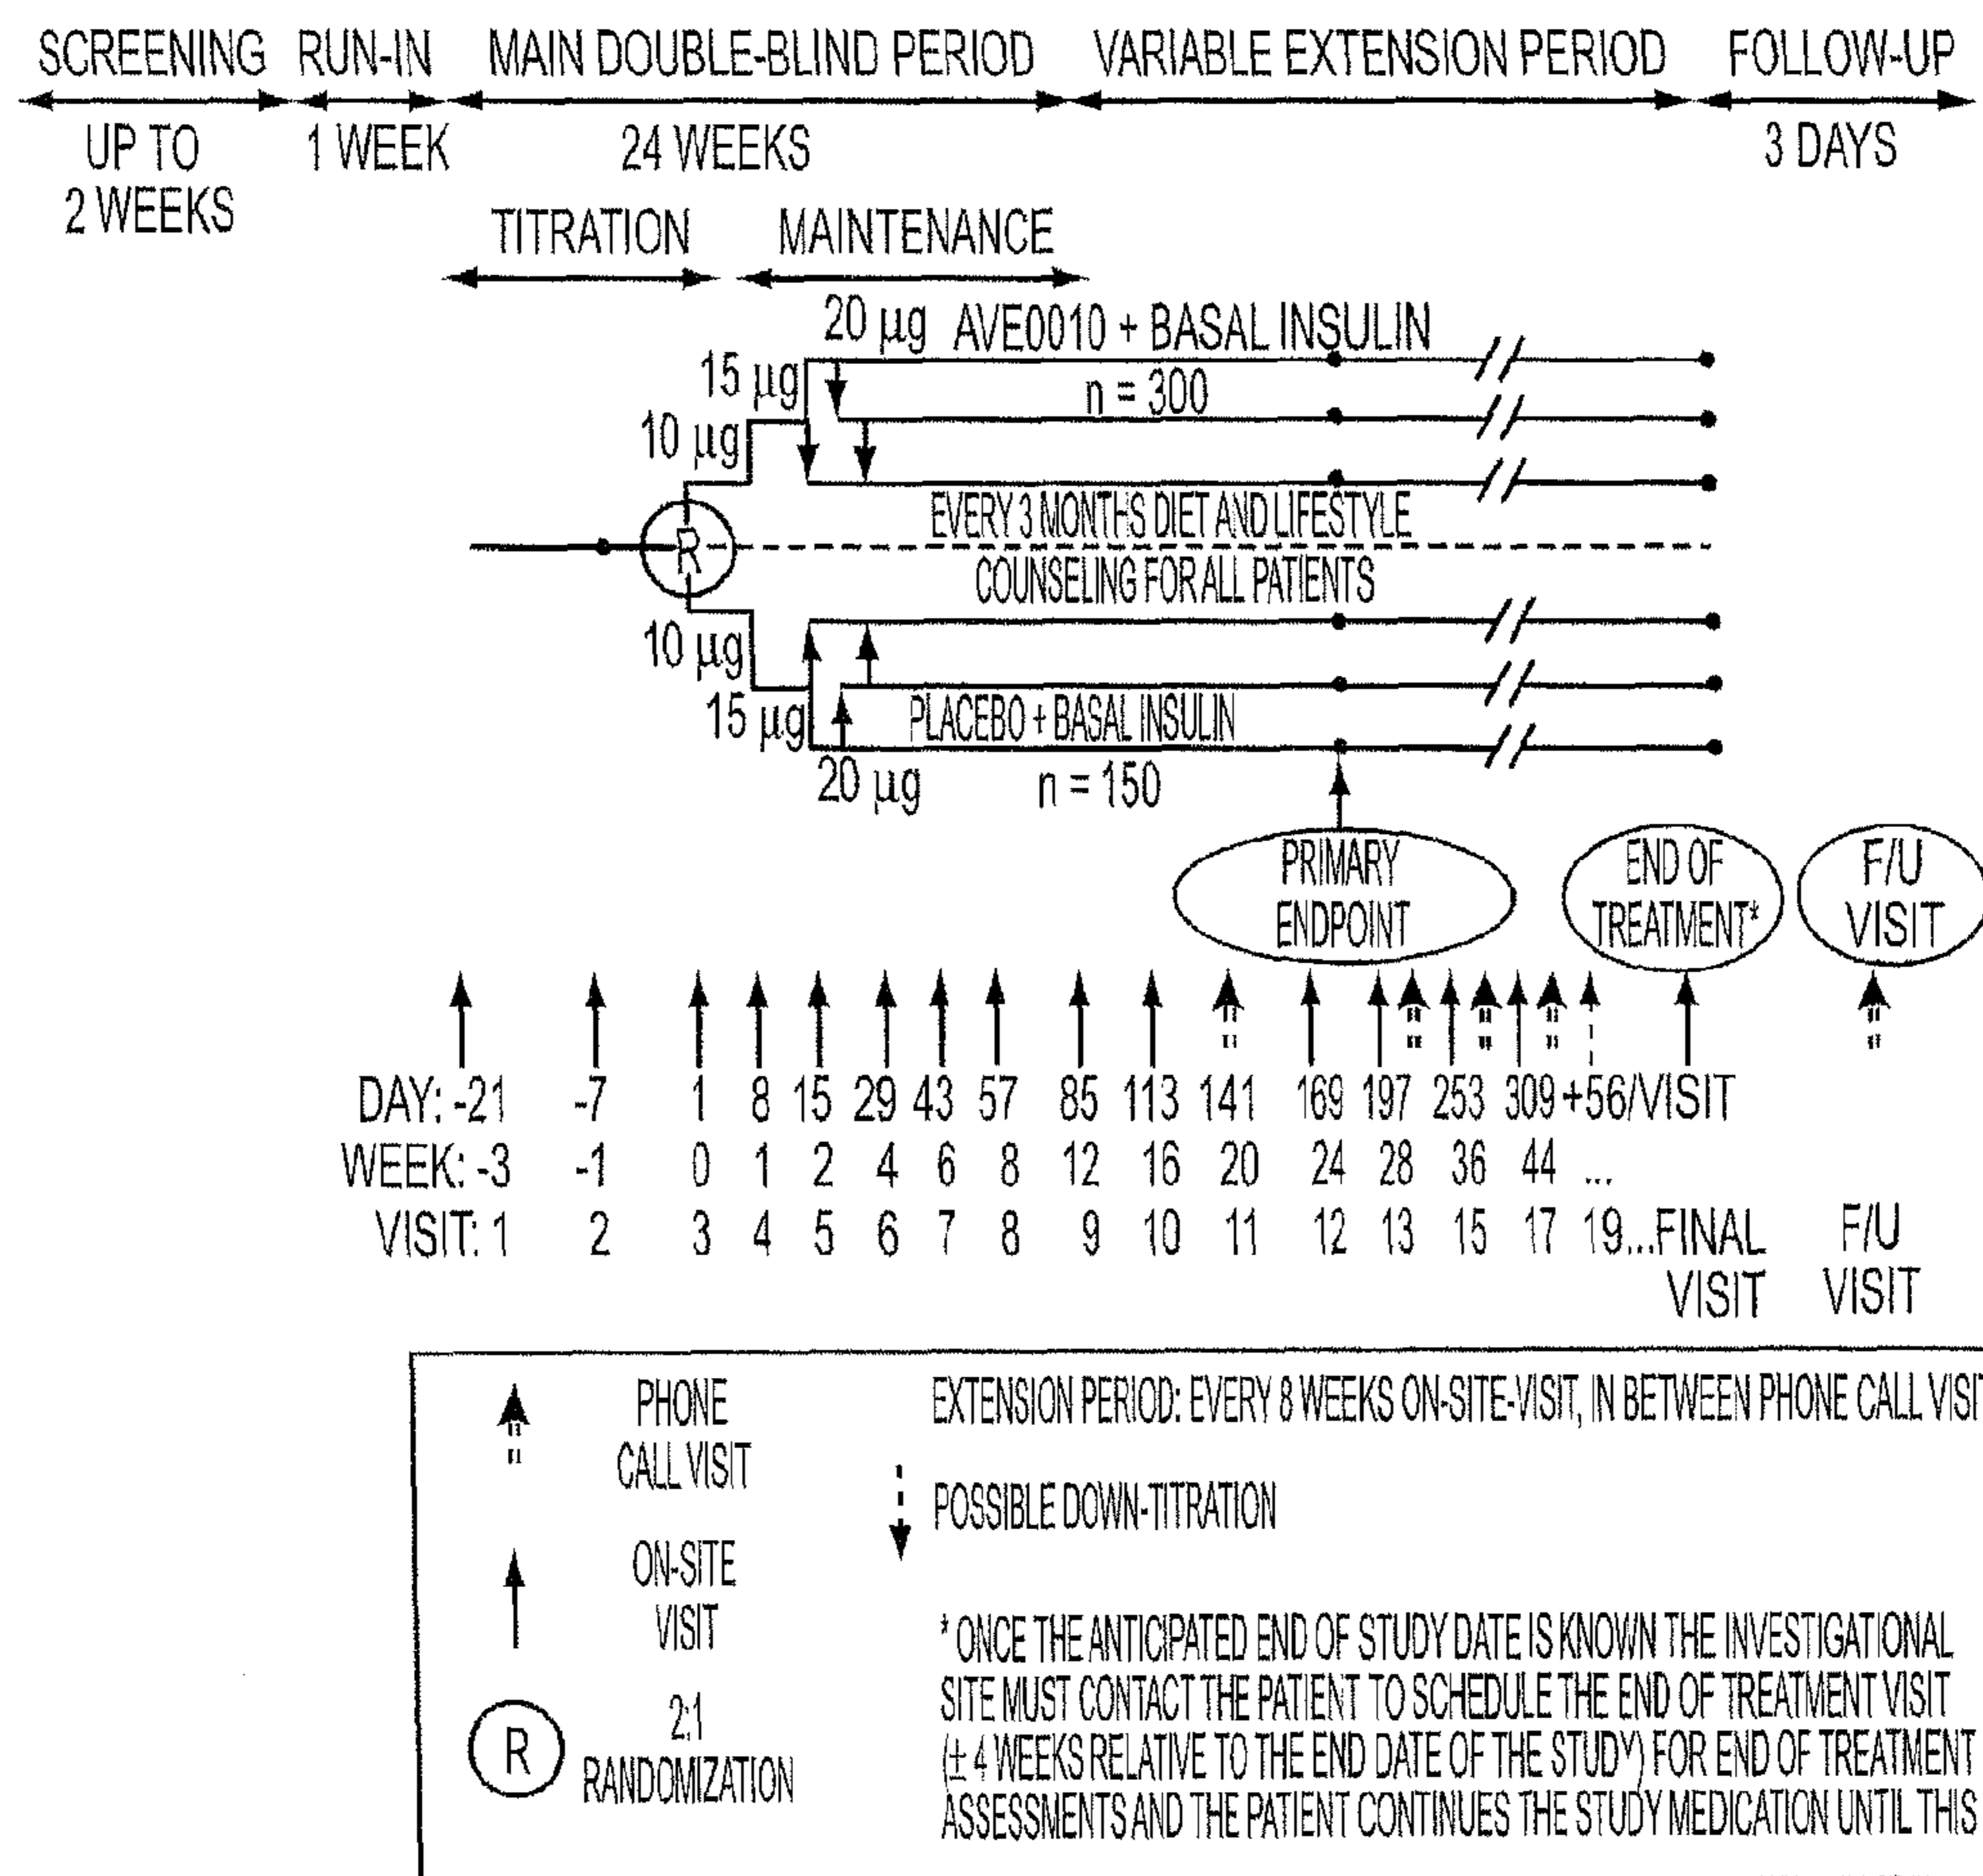 SCREENING RUN-IN MAIN DOUBLE-BLIND PERIOD VARIABLE EXTENSION PERIOD FOLLOW-UP
UP TO 1 WEEK 24 WEEKS 3 DAYS
2 WEEKS
TITRATION MAINTENANCE
20 µg AVE0010 + BASAL INSULIN
15 µg n = 300
10 µg
EVERY 3 MONTHS DIET AND LIFESTYLE
R
COUNSELING FOR ALL PATIENTS
10 µg
15 µg PLACEBO + BASAL INSULIN
20 µg n = 150
PRIMARY END OF F/U
ENDPOINT TREATMENT* VISIT
DAY: -21 -7 1 8 15 29 43 57 85 113 141 169 197 253 309 +56/VISIT
WEEK: -3 -1 0 1 2 4 6 8 12 16 20 24 28 36 44 ...
VISIT: 1 2 3 4 5 6 7 8 9 10 11 12 13 15 17 19...FINAL F/U
VISIT VISIT
PHONE EXTENSION PERIOD: EVERY 8 WEEKS ON-SITE-VISIT, IN BETWEEN PHONE CALL VISIT
CALL VISIT
POSSIBLE DOWN-TITRATION
ON-SITE
VISIT
* ONCE THE ANTICIPATED END OF STUDY DATE IS KNOWN THE INVESTIGATIONAL
SITE MUST CONTACT THE PATIENT TO SCHEDULE THE END OF TREATMENT VISIT
R 2:1 (± 4 WEEKS RELATIVE TO THE END DATE OF THE STUDY) FOR END OF TREATMENT
RANDOMIZATION ASSESSMENTS AND THE PATIENT CONTINUES THE STUDY MEDICATION UNTIL THIS